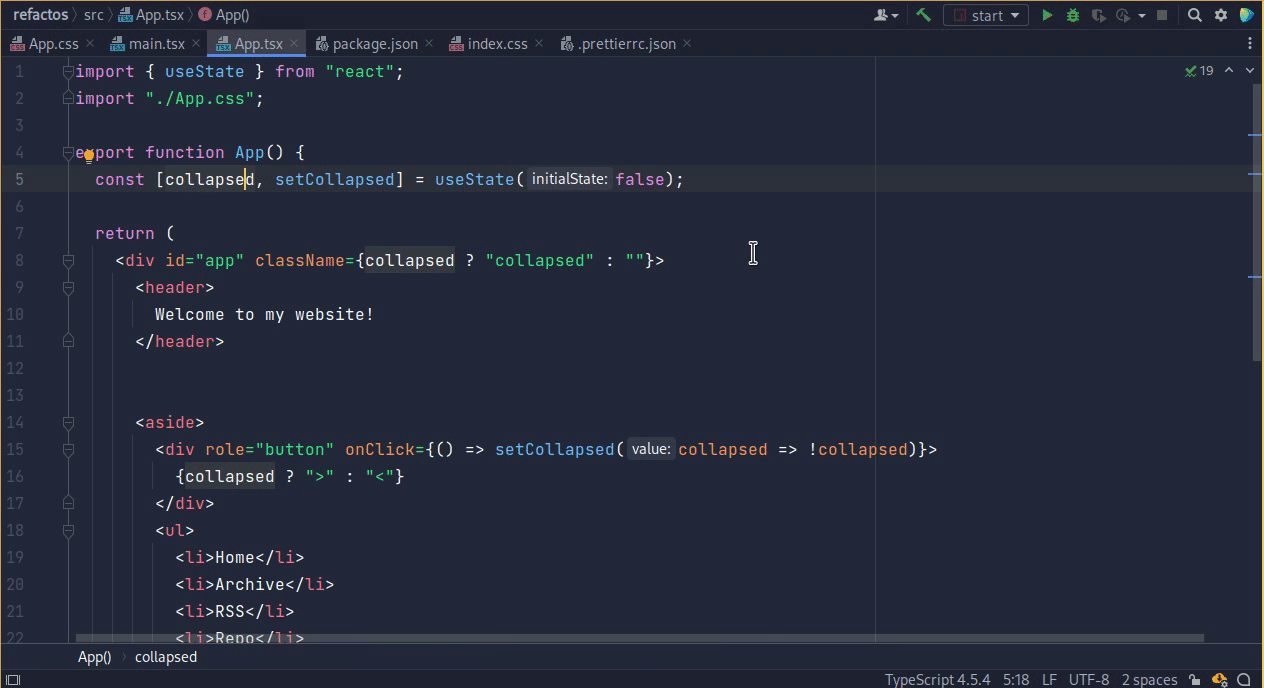 refactos src App.tsx App() start
App.css main.tsx App.tsx package.json index.css .prettierrc.json
1 import { useState } from "react"; 19
2 import "./App.css";
3
4 export function App() {
5 const [collapsed, setCollapsed] = useState( initialState: false);
6
7 return (
8 <div id="app" className={collapsed ? "collapsed" : ""}>
9 <header>
10 Welcome to my website!
11 </header>
12
13
14 <aside>
15 <div role="button" onClick={() => setCollapsed( value: collapsed => !collapsed)}>
16 {collapsed ? ">" : "<"}
17 </div>
18 <ul>
19 <li>Home</li>
20 <li>Archive</li>
21 <li>RSS</li>
22 <li>Repo</li>
App() collapsed
TypeScript 4.5.4 5:18 LF UTF-8 2 spaces